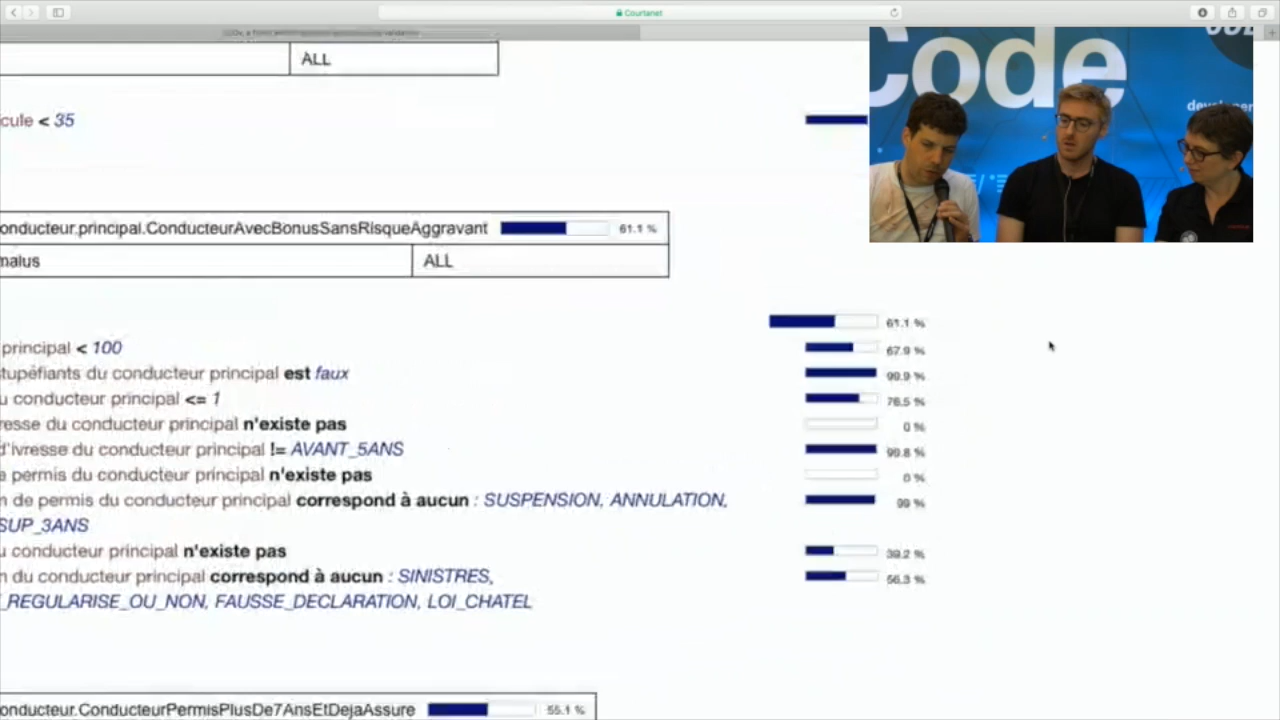 Courtanet
ALL
cule < 35
onducteur.principal.ConducteurAvecBonusSansRisqueAggravant 61.1 %
malus ALL
61.1 %
principal < 100 67.9 %
tupéfiants du conducteur principal est faux 99.9 %
u conducteur principal <= 1 76.5 %
resse du conducteur principal n'existe pas 0 %
d'ivresse du conducteur principal != AVANT_5ANS 99.8 %
e permis du conducteur principal n'existe pas 0 %
n de permis du conducteur principal correspond à aucun : SUSPENSION, ANNULATION, 99 %
SUP_3ANS
u conducteur principal n'existe pas 39.2 %
n du conducteur principal correspond à aucun : SINISTRES, 56.3 %
_REGULARISE_OU_NON, FAUSSE_DECLARATION, LOI_CHATEL
onducteur.ConducteurPermisPlusDe7AnsEtDejaAssure 55.1 %
Code
developer